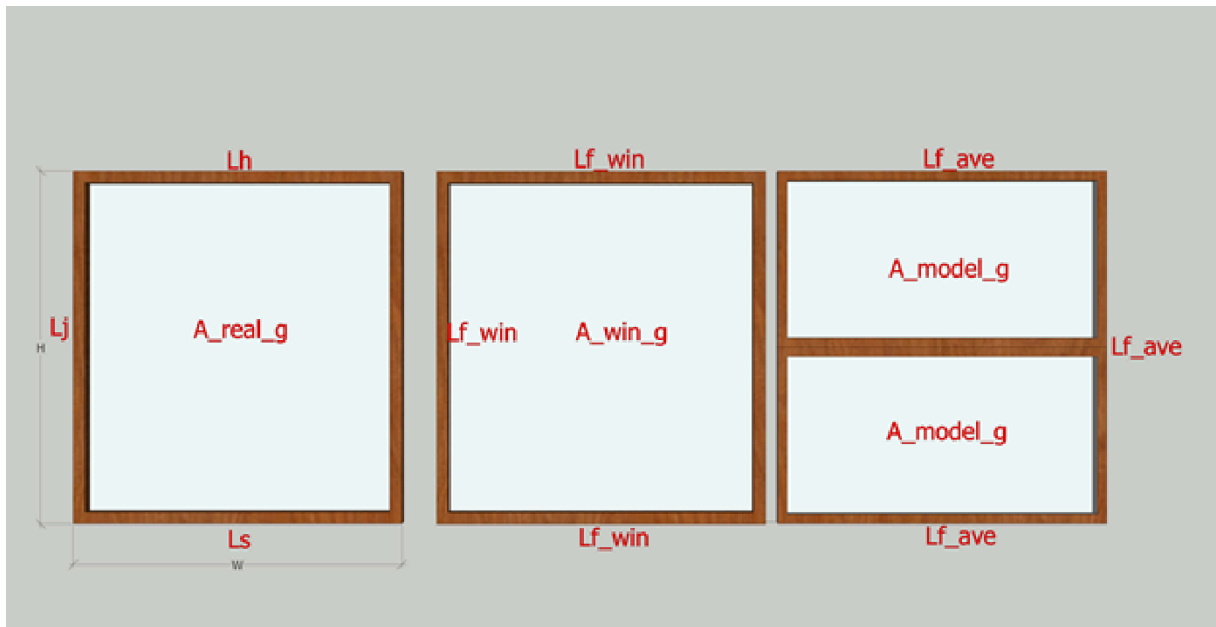 Lh
Lf_win
Lf_ave
A_model_g
Lj
H
A_real_g
Lf_win
A_win_g
Lf_ave
A_model_g
Ls
W
Lf_win
Lf_ave